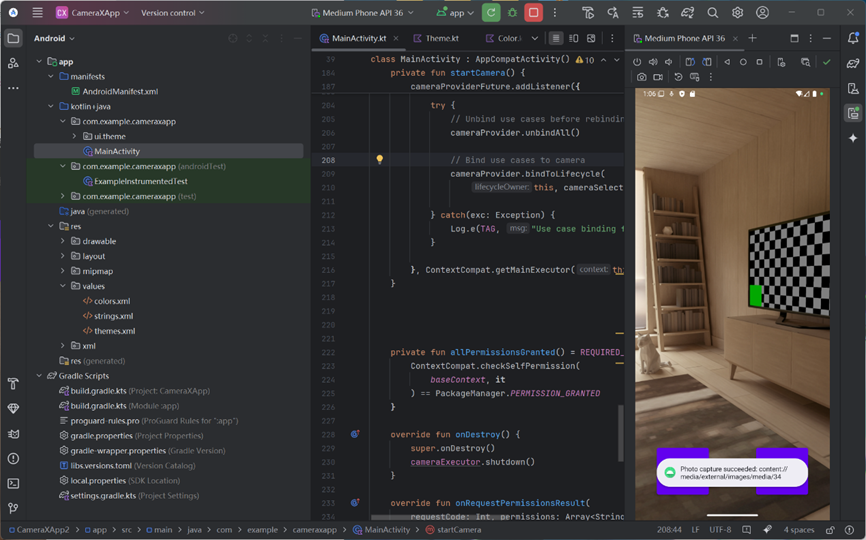 CX CameraXApp Version control Medium Phone API 36 app
Android
MainActivity.kt Theme.kt Color.
Medium Phone API 36
app
manifests
AndroidManifest.xml
kotlin+java
com.example.cameraxapp
ui.theme
MainActivity
com.example.cameraxapp (androidTest)
ExampleInstrumentedTest
com.example.cameraxapp (test)
java (generated)
res
drawable
layout
mipmap
values
colors.xml
strings.xml
themes.xml
xml
res (generated)
Gradle Scripts
build.gradle.kts (Project: CameraXApp)
build.gradle.kts (Module :app)
proguard-rules.pro (ProGuard Rules for ":app")
gradle.properties (Project Properties)
gradle-wrapper.properties (Gradle Version)
libs.versions.toml (Version Catalog)
local.properties (SDK Location)
settings.gradle.kts (Project Settings)
39 class MainActivity : AppCompatActivity() { 10
private fun startCamera() {
cameraProviderFuture.addListener({
204 try {
205 // Unbind use cases before rebinding
206 cameraProvider.unbindAll()
207
208 // Bind use cases to camera
209 cameraProvider.bindToLifecycle(
210 lifecycleOwner: this, cameraSelect
211
212 } catch(exc: Exception) {
213 Log.e(TAG, msg: "Use case binding f
214 }
215
216 }, ContextCompat.getMainExecutor( context: thi
217 }
218
219
220
221
222 private fun allPermissionsGranted() = REQUIRED_
223 ContextCompat.checkSelfPermission(
224 baseContext, it
225 ) == PackageManager.PERMISSION_GRANTED
226 }
227
228 override fun onDestroy() {
229 super.onDestroy()
230 cameraExecutor.shutdown()
231 }
232
233 override fun onRequestPermissionsResult(
234 requestCode: Int, permissions: Array<String
1:06
Photo capture succeeded: content://
media/external/images/media/34
CameraXApp2 app src main java com example cameraxapp MainActivity startCamera 208:44 LF UTF-8 4 spaces